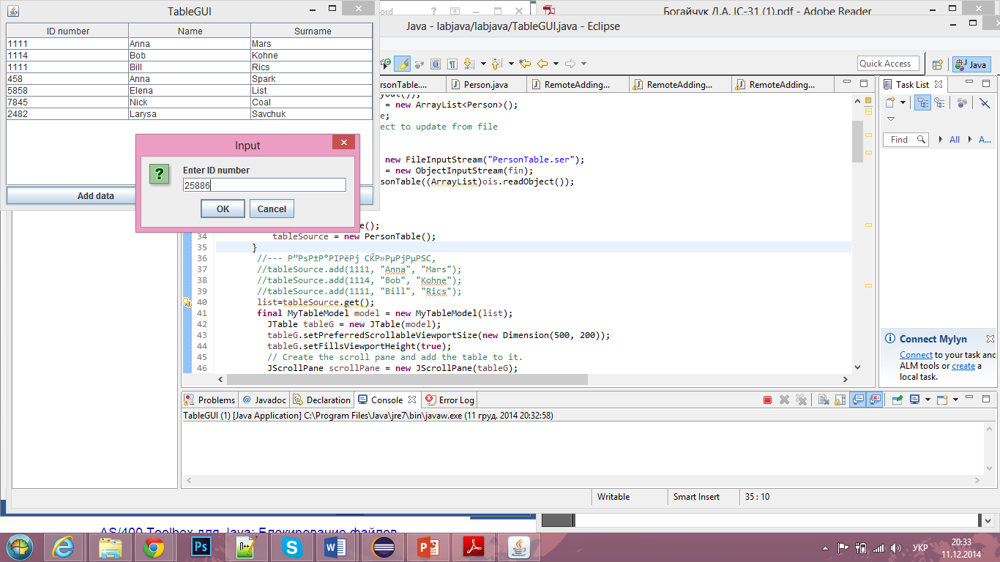 TableGUI
ord
Богайчук Д.А. ІС-31 (1).pdf - Adobe Reader
Java - labjava/labjava/TableGUI.java - Eclipse
ID number Name Surname
1111 Anna Mars
1114 Bob Kohne
1111 Bill Rics
458 Anna Spark
5858 Elena List
7845 Nick Coal
2482 Larysa Savchuk
Add data
Input
Enter ID number
25886
OK Cancel
Quick Access
Java
rsonTable.... Person.java RemoteAdding... RemoteAdding... RemoteAdding...
yout());
= new ArrayList<Person>();
e;
ect to update from file
new FileInputStream("PersonTable.ser");
= new ObjectInputStream(fin);
sonTable((ArrayList)ois.readObject());
e();
34 tableSource = new PersonTable();
35 }
36 //--- Р”РѕР±Р°РІРёРј СЌР»РµРјРµРЅС‚
37 //tableSource.add(1111, "Anna", "Mars");
38 //tableSource.add(1114, "Bob", "Kohne");
39 //tableSource.add(1111, "Bill", "Rics");
40 list=tableSource.get();
41 final MyTableModel model = new MyTableModel(list);
42 JTable tableG = new JTable(model);
43 tableG.setPreferredScrollableViewportSize(new Dimension(500, 200));
44 tableG.setFillsViewportHeight(true);
45 // Create the scroll pane and add the table to it.
46 JScrollPane scrollPane = new JScrollPane(tableG);
Task List
Find All A...
Connect Mylyn
Connect to your task and
ALM tools or create a
local task.
Problems Javadoc Declaration Console Error Log
TableGUI (1) [Java Application] C:\Program Files\Java\jre7\bin\javaw.exe (11 груд. 2014 20:32:58)
Writable Smart Insert 35 : 10
AS/400 Toolbox для Java: Блокирование файлов
УКР
20:33
11.12.2014